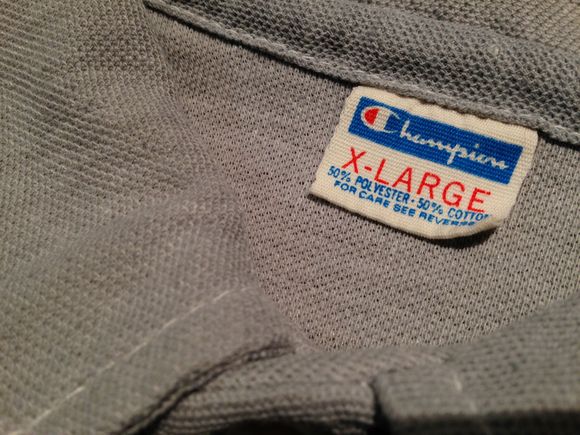 Champion
X-LARGE
50% POLYESTER · 50% COTTON
FOR CARE SEE REVERSE